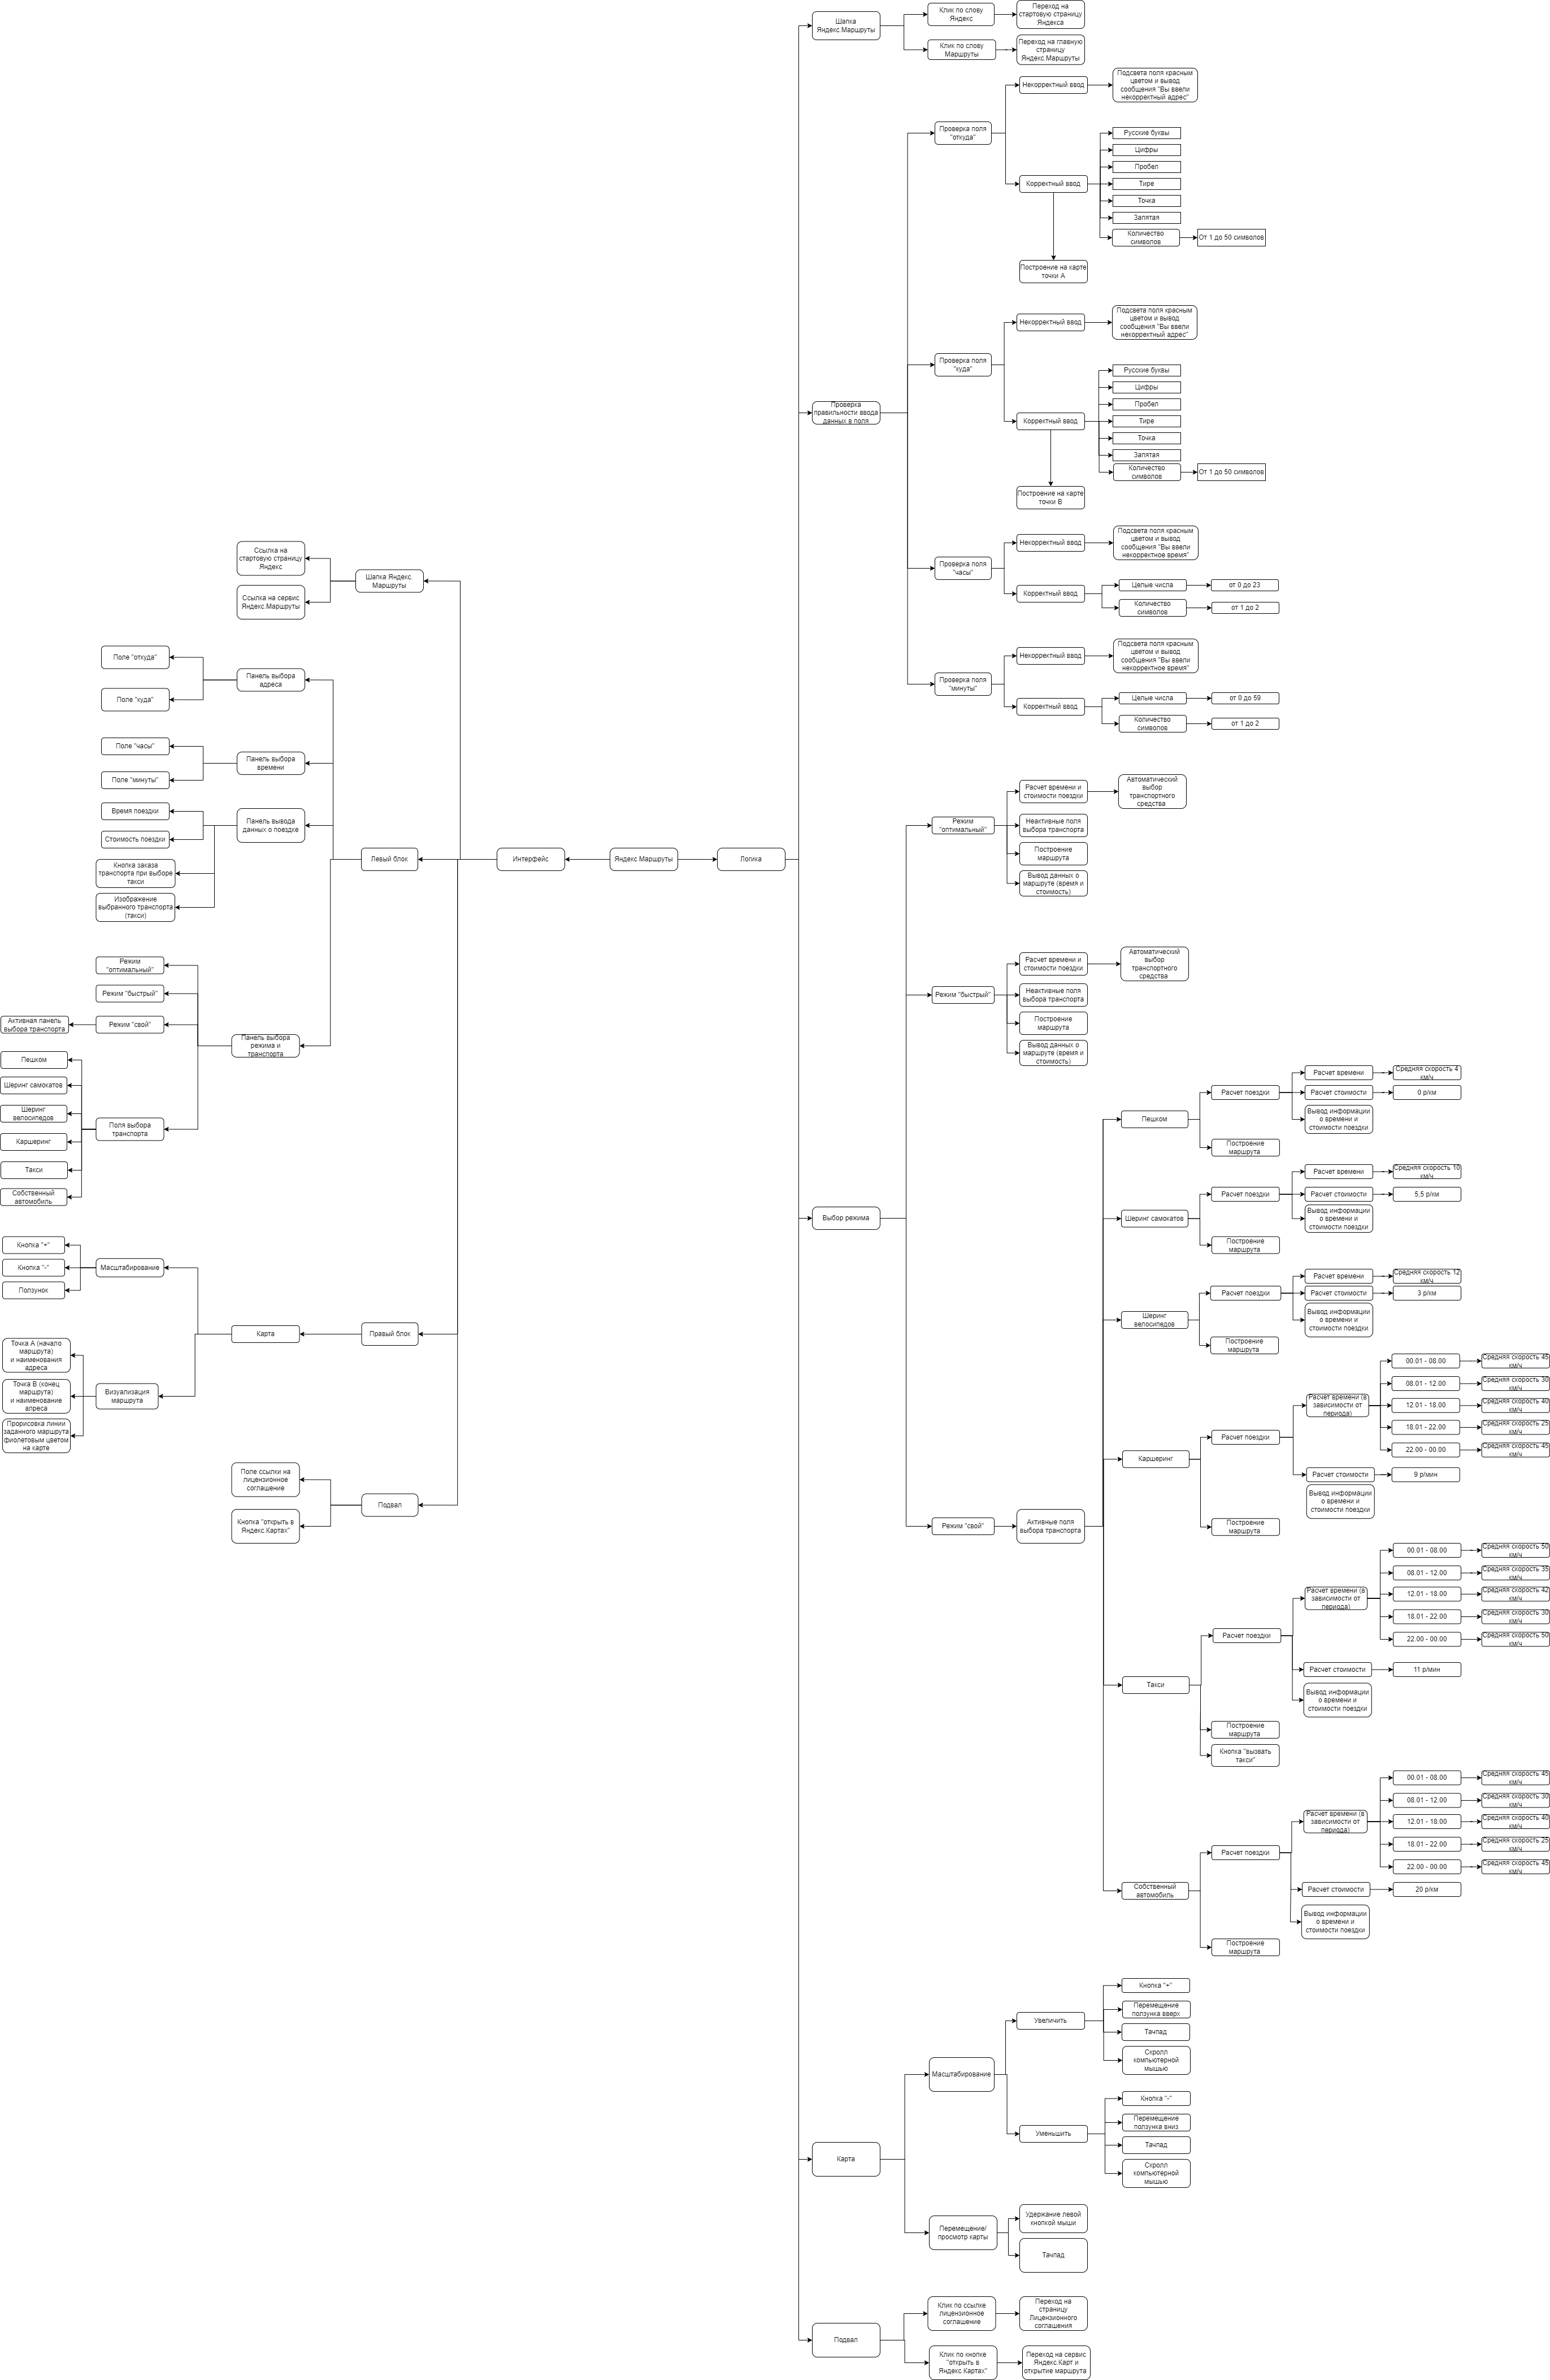 Шапка
Яндекс.Маршруты
Клик по слову
Яндекс
Переход на
стартовую страницу
Яндекса
Клик по слову
Маршруты
Переход на главную
страницу
Яндекс.Маршруты
Проверка
правильности ввода
данных в поля
Проверка поля
"откуда"
Некорректный ввод
Подсвета поля красным
цветом и вывод
сообщения "Вы ввели
некорректный адрес"
Корректный ввод
Русские буквы
Цифры
Пробел
Тире
Точка
Запятая
Количество
символов
От 1 до 50 символов
Построение на карте
точки А
Проверка поля
"куда"
Некорректный ввод
Подсвета поля красным
цветом и вывод
сообщения "Вы ввели
некорректный адрес"
Корректный ввод
Русские буквы
Цифры
Пробел
Тире
Точка
Запятая
Количество
символов
От 1 до 50 символов
Построение на карте
точки В
Проверка поля
"часы"
Некорректный ввод
Подсвета поля красным
цветом и вывод
сообщения "Вы ввели
некорректное время"
Корректный ввод
Целые числа
от 0 до 23
Количество
символов
от 1 до 2
Проверка поля
"минуты"
Некорректный ввод
Подсвета поля красным
цветом и вывод
сообщения "Вы ввели
некорректное время"
Корректный ввод
Целые числа
от 0 до 59
Количество
символов
от 1 до 2
Ссылка на
стартовую страницу
Яндекс
Ссылка на сервис
Яндекс.Маршруты
Шапка Яндекс.
Маршруты
Поле "откуда"
Поле "куда"
Панель выбора
адреса
Поле "часы"
Поле "минуты"
Панель выбора
времени
Время поездки
Стоимость поездки
Кнопка заказа
транспорта при выборе
такси
Изображение
выбранного транспорта
(такси)
Панель вывода
данных о поездке
Левый блок
Интерфейс
Яндекс.Маршруты
Логика
Режим
"оптимальный"
Режим "быстрый"
Активная панель
выбора транспорта
Режим "свой"
Панель выбора
режима и
транспорта
Пешком
Шеринг самокатов
Шеринг
велосипедов
Каршеринг
Такси
Собственный
автомобиль
Поля выбора
транспорта
Кнопка "+"
Кнопка "-"
Ползунок
Масштабирование
Карта
Правый блок
Точка А (начало
маршрута)
и наименования
адреса
Точка В (конец
маршрута)
и наименование
апреса
Прорисовка линии
заданного маршрута
фиолетовым цветом
на карте
Визуализация
маршрута
Поле ссылки на
лицензионное
соглашение
Кнопка "открыть в
Яндекс.Картах"
Подвал
Выбор режима
Режим
"оптимальный"
Расчет времени и
стоимости поездки
Автоматический
выбор
транспортного
средства
Неактивные поля
выбора транспорта
Построение
маршрута
Вывод данных о
маршруте (время и
стоимость)
Режим "быстрый"
Расчет времени и
стоимости поездки
Автоматический
выбор
транспортного
средства
Неактивные поля
выбора транспорта
Построение
маршрута
Вывод данных о
маршруте (время и
стоимость)
Режим "свой"
Активные поля
выбора транспорта
Пешком
Расчет поездки
Расчет времени
Средняя скорость 4
км/ч
Расчет стоимости
0 р/км
Вывод информации
о времени и
стоимости поездки
Построение
маршрута
Шеринг самокатов
Расчет поездки
Расчет времени
Средняя скорость 10
км/ч
Расчет стоимости
5,5 р/км
Вывод информации
о времени и
стоимости поездки
Построение
маршрута
Шеринг
велосипедов
Расчет поездки
Расчет времени
Средняя скорость 12
км/ч
Расчет стоимости
3 р/км
Вывод информации
о времени и
стоимости поездки
Построение
маршрута
Каршеринг
Расчет поездки
Расчет времени (в
зависимости от
периода)
00.01 - 08.00
Средняя скорость 45
км/ч
08.01 - 12.00
Средняя скорость 30
км/ч
12.01 - 18.00
Средняя скорость 40
км/ч
18.01 - 22.00
Средняя скорость 25
км/ч
22.00 - 00.00
Средняя скорость 45
км/ч
Расчет стоимости
9 р/мин
Вывод информации
о времени и
стоимости поездки
Построение
маршрута
Такси
Расчет поездки
Расчет времени (в
зависимости от
периода)
00.01 - 08.00
Средняя скорость 50
км/ч
08.01 - 12.00
Средняя скорость 35
км/ч
12.01 - 18.00
Средняя скорость 42
км/ч
18.01 - 22.00
Средняя скорость 30
км/ч
22.00 - 00.00
Средняя скорость 50
км/ч
Расчет стоимости
11 р/мин
Вывод информации
о времени и
стоимости поездки
Построение
маршрута
Кнопка "вызвать
такси"
Собственный
автомобиль
Расчет поездки
Расчет времени (в
зависимости от
периода)
00.01 - 08.00
Средняя скорость 45
км/ч
08.01 - 12.00
Средняя скорость 30
км/ч
12.01 - 18.00
Средняя скорость 40
км/ч
18.01 - 22.00
Средняя скорость 25
км/ч
22.00 - 00.00
Средняя скорость 45
км/ч
Расчет стоимости
20 р/км
Вывод информации
о времени и
стоимости поездки
Построение
маршрута
Карта
Масштабирование
Увеличить
Кнопка "+"
Перемещение
ползунка вверх
Тачпад
Скролл
компьютерной
мышью
Уменьшить
Кнопка "-"
Перемещение
ползунка вниз
Тачпад
Скролл
компьютерной
мышью
Перемещение/
просмотр карты
Удержание левой
кнопкой мыши
Тачпад
Подвал
Клик по ссылке
лицензионное
соглашение
Переход на
страницу
Лицензионного
соглашения
Клик по кнопке
"открыть в
Яндекс.Картах"
Переход на сервис
Яндекс.Карт и
открытие маршрута